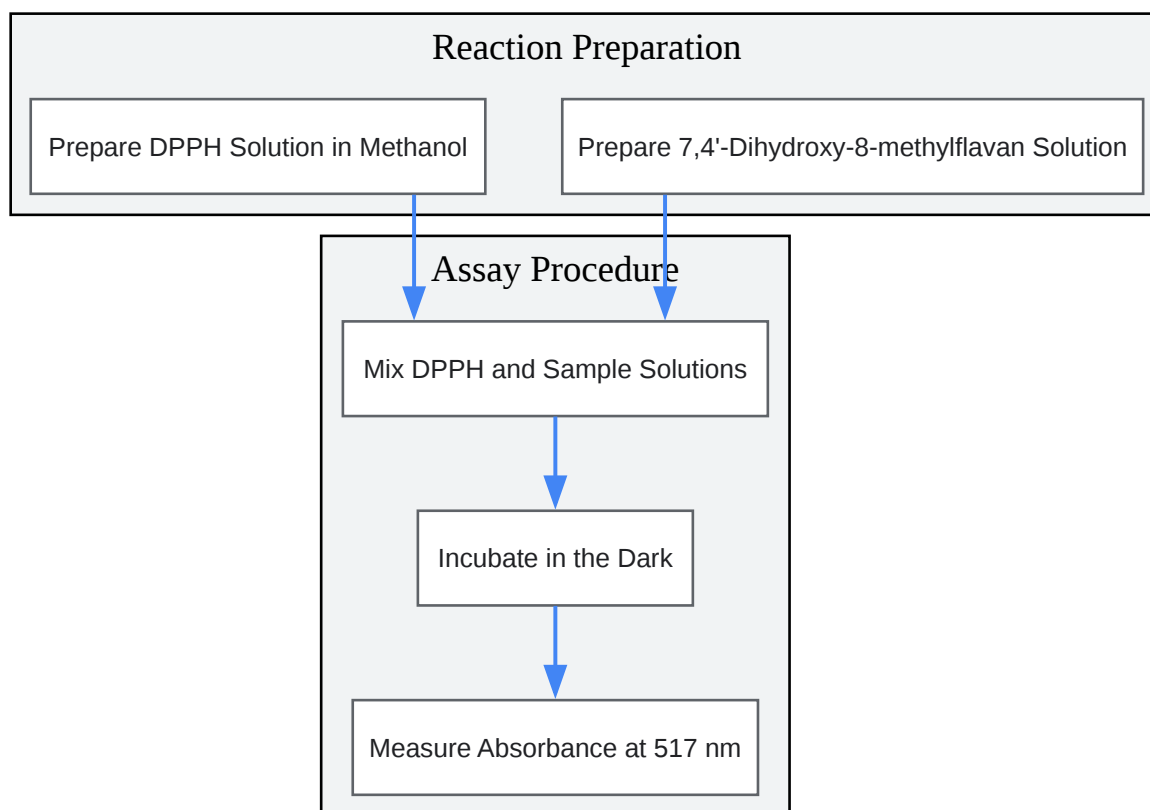 Reaction Preparation
Prepare DPPH Solution in Methanol
Prepare 7,4'-Dihydroxy-8-methylflavan Solution
Assay Procedure
Mix DPPH and Sample Solutions
Incubate in the Dark
Measure Absorbance at 517 nm